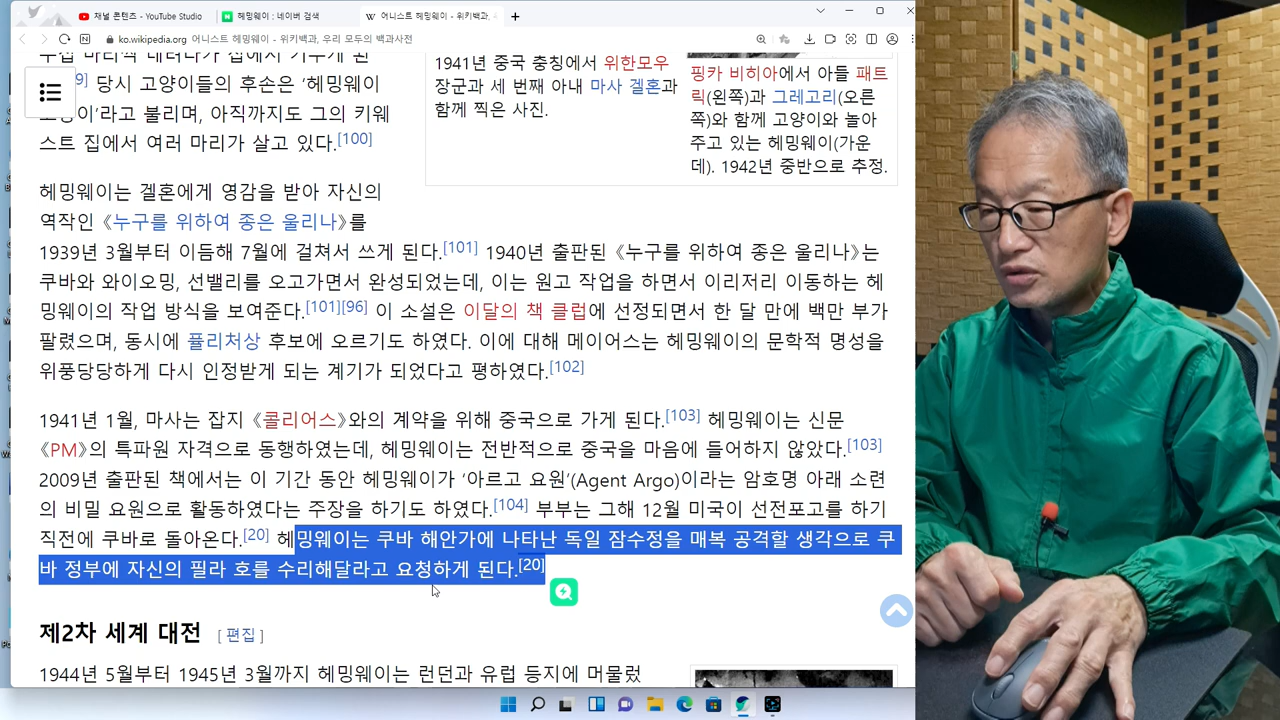 재널 콘텐츠 - YouTube Studio
헤밍웨이 : 네이버 검색
어니스트 헤밍웨이 - 위키백과,
ko.wikipedia.org 어니스트 헤밍웨이 - 위키백과, 우리 모두의 백과사전
당시 고양이들의 후손은 ‘헤밍웨이
고양이’라고 불리며, 아직까지도 그의 키웨
스트 집에서 여러 마리가 살고 있다.[100]
1941년 중국 충칭에서 위한모우
장군과 세 번째 아내 마사 겔혼과
함께 찍은 사진.
핑카 비히아에서 아들 패트
릭(왼쪽)과 그레고리(오른
쪽)와 함께 고양이와 놀아
주고 있는 헤밍웨이(가운
데). 1942년 중반으로 추정.
헤밍웨이는 겔혼에게 영감을 받아 자신의
역작인 《누구를 위하여 종은 울리나》를
1939년 3월부터 이듬해 7월에 걸쳐서 쓰게 된다.[101] 1940년 출판된 《누구를 위하여 종은 울리나》는
쿠바와 와이오밍, 선밸리를 오고가면서 완성되었는데, 이는 원고 작업을 하면서 이리저리 이동하는 헤
밍웨이의 작업 방식을 보여준다.[101][96] 이 소설은 이달의 책 클럽에 선정되면서 한 달 만에 백만 부가
팔렸으며, 동시에 퓰리처상 후보에 오르기도 하였다. 이에 대해 메이어스는 헤밍웨이의 문학적 명성을
위풍당당하게 다시 인정받게 되는 계기가 되었다고 평하였다.[102]
1941년 1월, 마사는 잡지 《콜리어스》와의 계약을 위해 중국으로 가게 된다.[103] 헤밍웨이는 신문
《PM》의 특파원 자격으로 동행하였는데, 헤밍웨이는 전반적으로 중국을 마음에 들어하지 않았다.[103]
2009년 출판된 책에서는 이 기간 동안 헤밍웨이가 ‘아르고 요원’(Agent Argo)이라는 암호명 아래 소련
의 비밀 요원으로 활동하였다는 주장을 하기도 하였다.[104] 부부는 그해 12월 미국이 선전포고를 하기
직전에 쿠바로 돌아온다.[20] 헤밍웨이는 쿠바 해안가에 나타난 독일 잠수정을 매복 공격할 생각으로 쿠
바 정부에 자신의 필라 호를 수리해달라고 요청하게 된다.[20]
제2차 세계 대전 [ 편집 ]
1944년 5월부터 1945년 3월까지 헤밍웨이는 런던과 유럽 등지에 머물렀